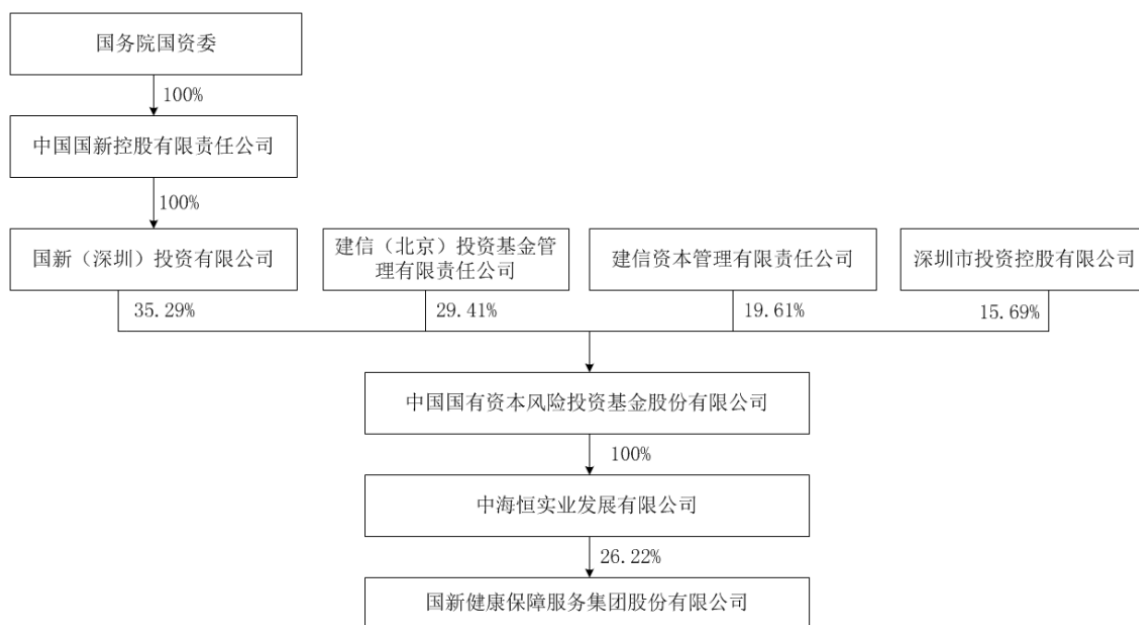 国务院国资委
100%
中国国新控股有限责任公司
100%
国新（深圳）投资有限公司
建信（北京）投资基金管
理有限责任公司
建信资本管理有限责任公司
深圳市投资控股有限公司
35.29%
29.41%
19.61%
15.69%
中国国有资本风险投资基金股份有限公司
100%
中海恒实业发展有限公司
26.22%
国新健康保障服务集团股份有限公司